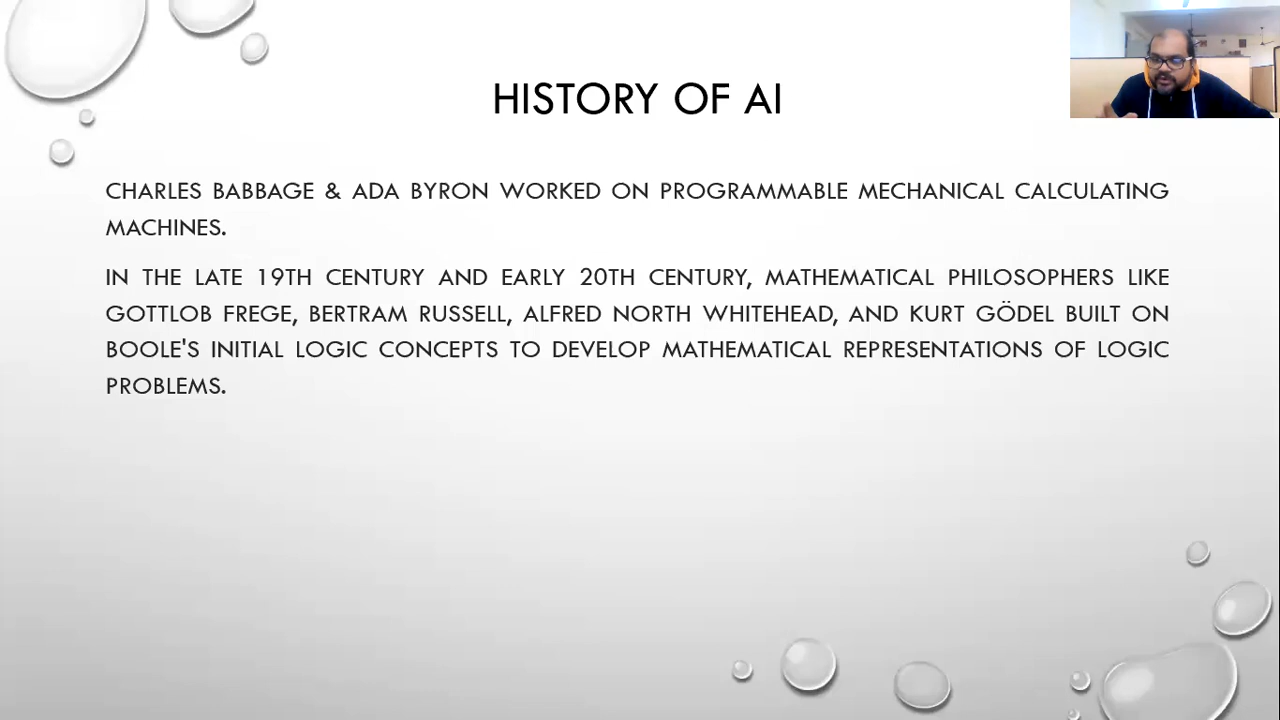 HISTORY OF AI
CHARLES BABBAGE & ADA BYRON WORKED ON PROGRAMMABLE MECHANICAL CALCULATING
MACHINES.
IN THE LATE 19TH CENTURY AND EARLY 20TH CENTURY, MATHEMATICAL PHILOSOPHERS LIKE
GOTTLOB FREGE, BERTRAM RUSSELL, ALFRED NORTH WHITEHEAD, AND KURT GÖDEL BUILT ON
BOOLE'S INITIAL LOGIC CONCEPTS TO DEVELOP MATHEMATICAL REPRESENTATIONS OF LOGIC
PROBLEMS.